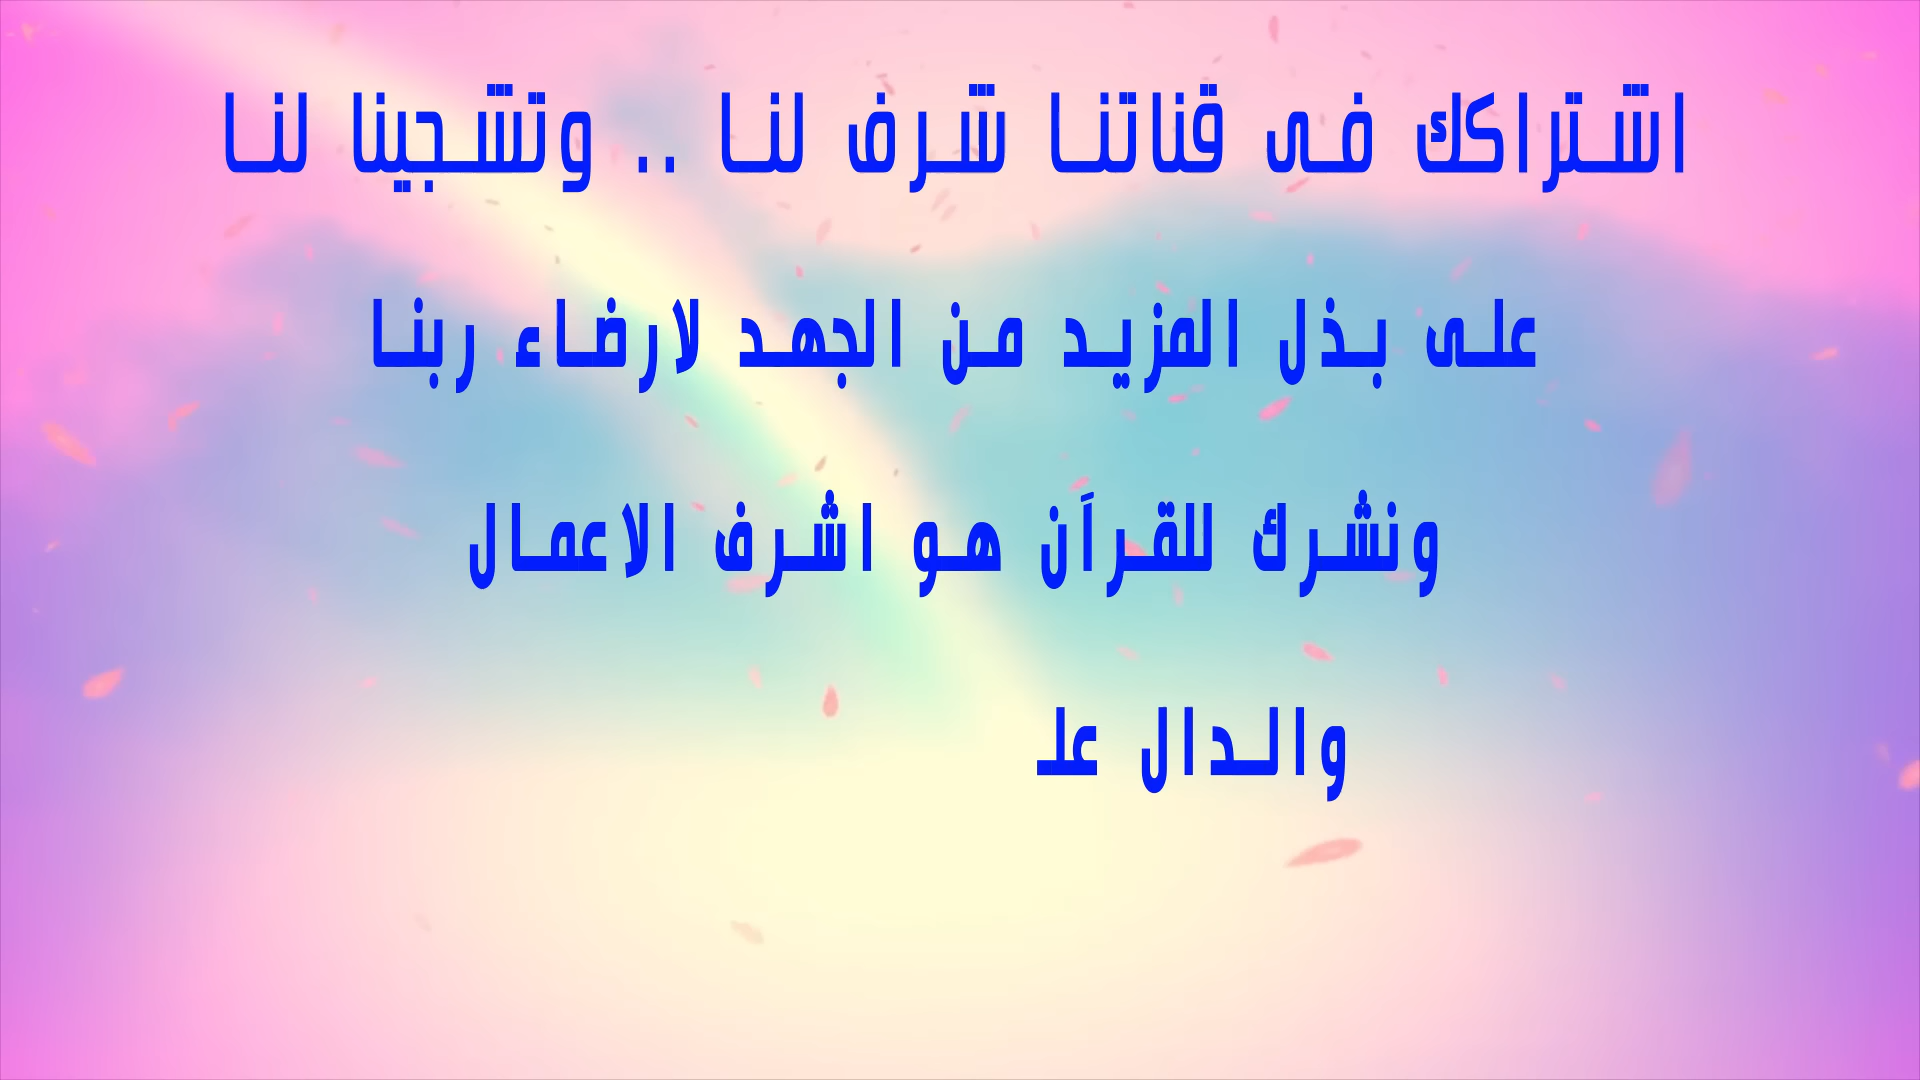 اشتراكك فى قناتنا شرف لنا .. وتشجينا لنا
على بذل المزيد من الجهد لارضاء ربنا
ونشرك للقرآن هو اشرف الاعمال
والدال علـ